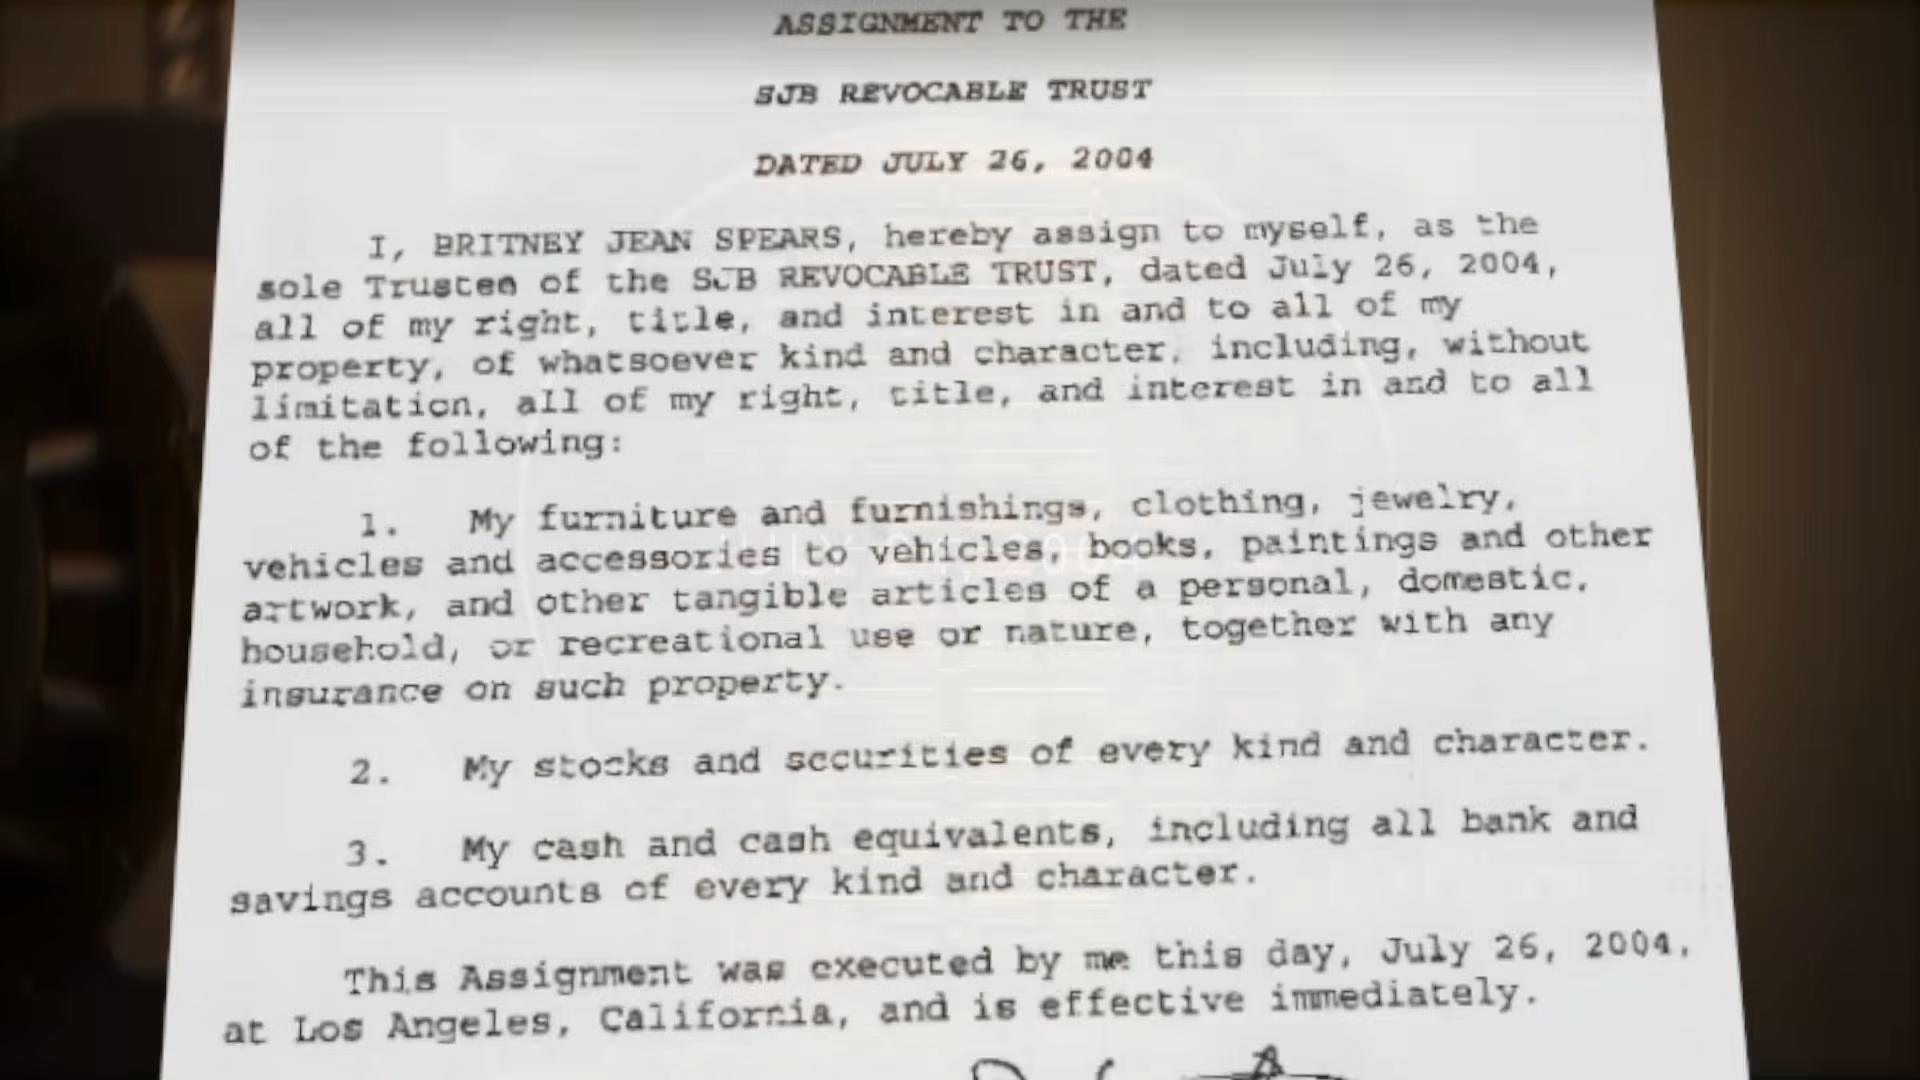 ASSIGNMENT TO THE
SJB REVOCABLE TRUST
DATED JULY 26, 2004
I, BRITNEY JEAN SPEARS, hereby assign to myself, as the
sole Trustee of the SJB REVOCABLE TRUST, dated July 26, 2004,
all of my right, title, and interest in and to all of my
property, of whatsoever kind and character, including, without
limitation, all of my right, title, and interest in and to all
of the following:
1. My furniture and furnishings, clothing, jewelry,
vehicles and accessories to vehicles, books, paintings and other
artwork, and other tangible articles of a personal, domestic,
household, or recreational use or nature, together with any
insurance on such property.
2. My stocks and securities of every kind and character.
3. My cash and cash equivalents, including all bank and
savings accounts of every kind and character.
This Assignment was executed by me this day, July 26, 2004,
at Los Angeles, California, and is effective immediately.